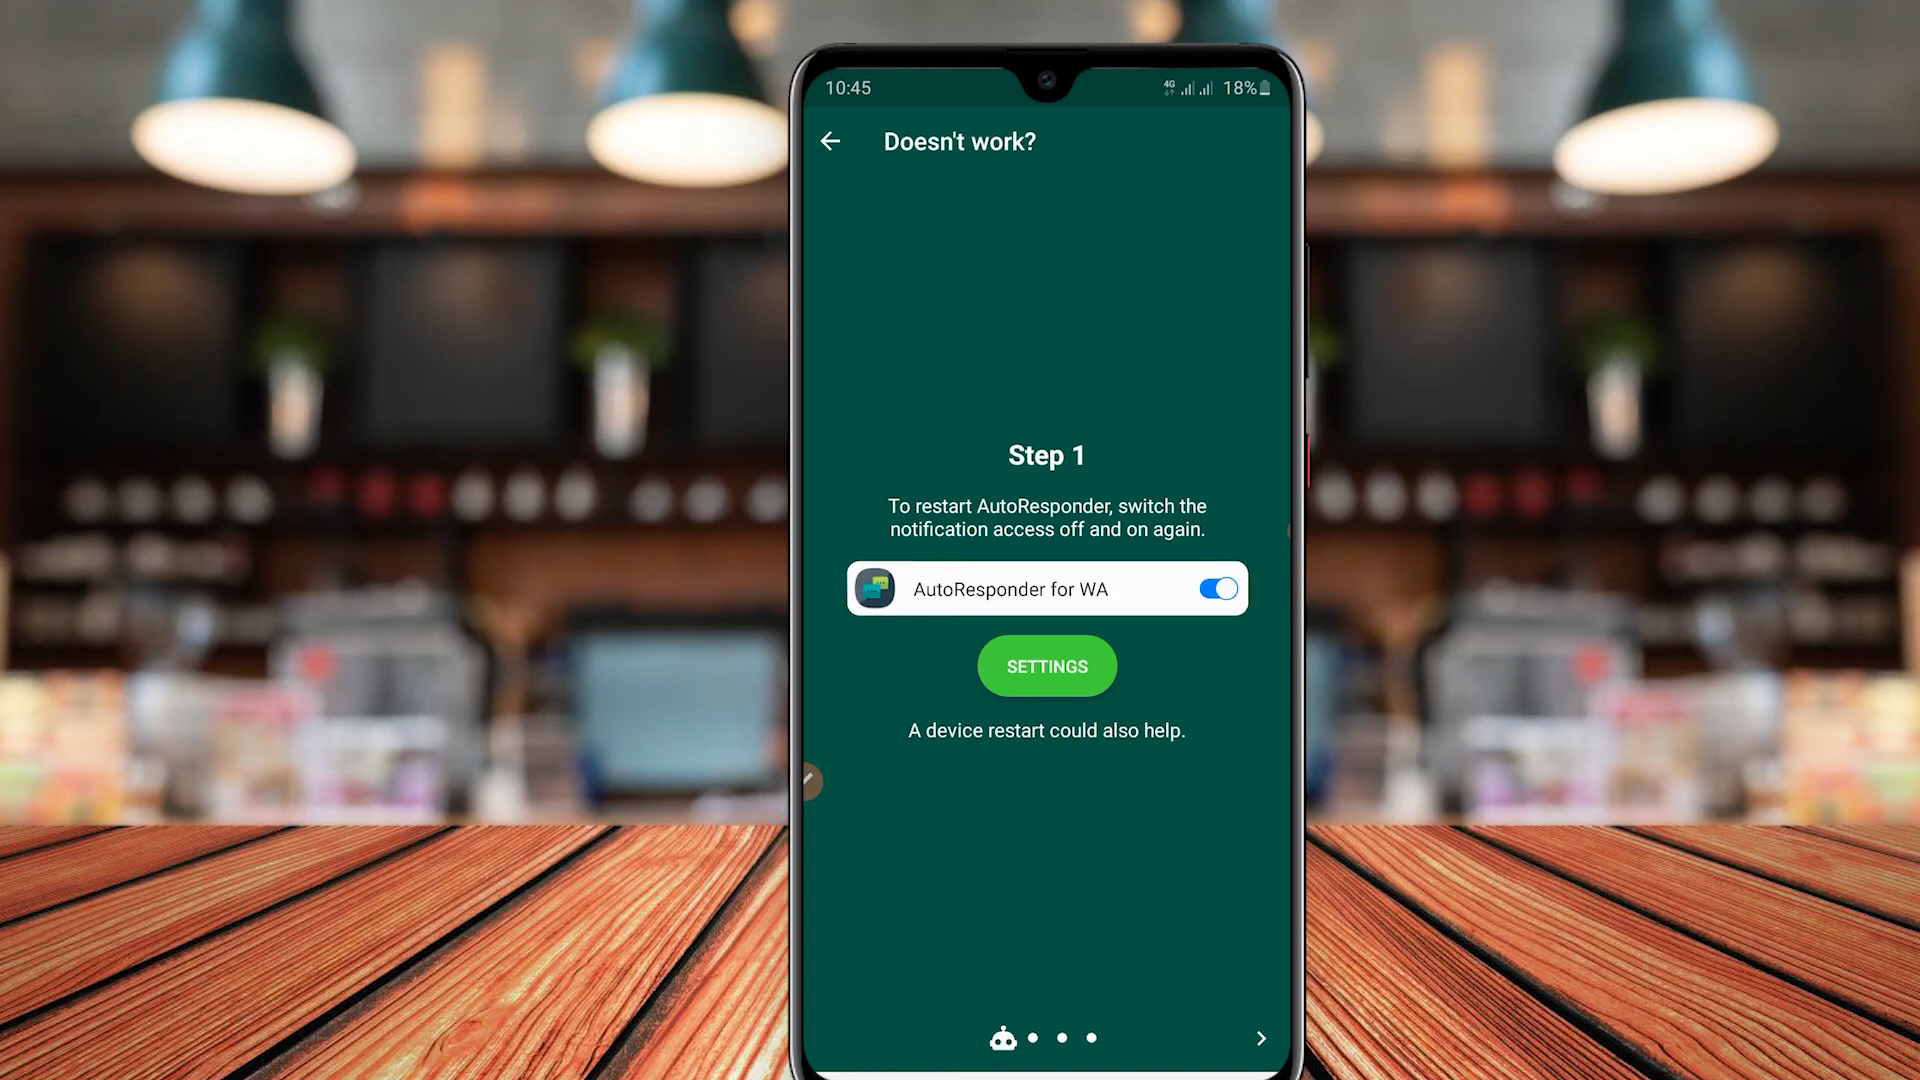 10:45
4G 18%
Doesn't work?
Step 1
To restart AutoResponder, switch the
notification access off and on again.
AutoResponder for WA
SETTINGS
A device restart could also help.